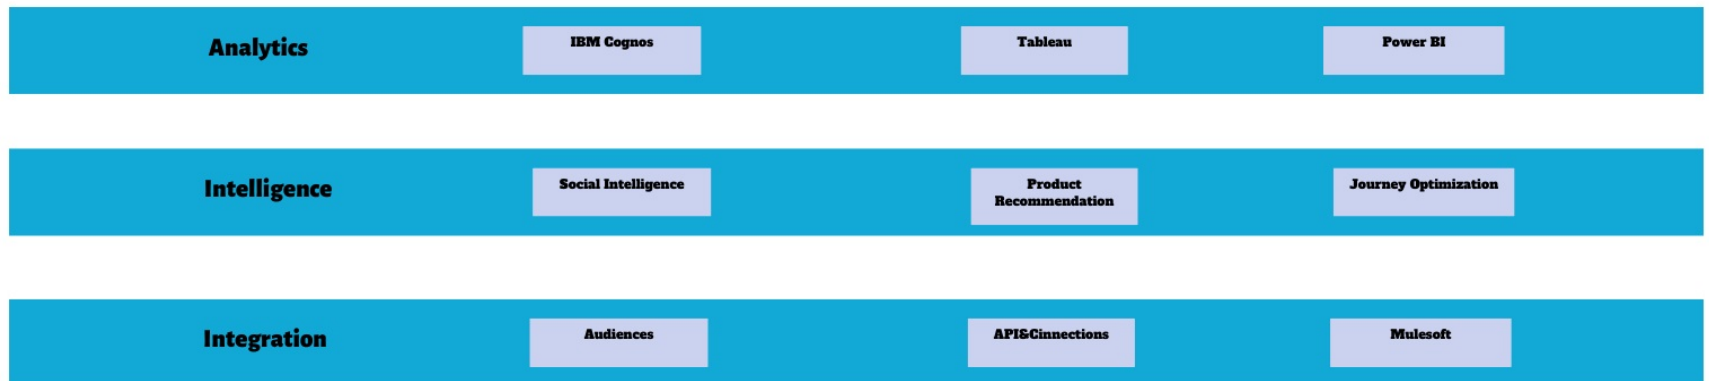 Analytics
IBM Cognos
Tableau
Power BI
Intelligence
Social Intelligence
Product
Recommendation
Journey Optimization
Integration
Audiences
API&Cinnections
Mulesoft